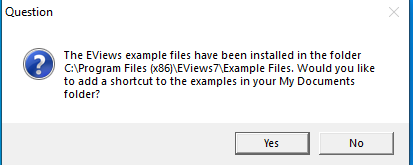 Question
The EViews example files have been installed in the folder
C:\Program Files (x86)\EViews7\Example Files. Would you like
to add a shortcut to the examples in your My Documents
folder?
Yes
No